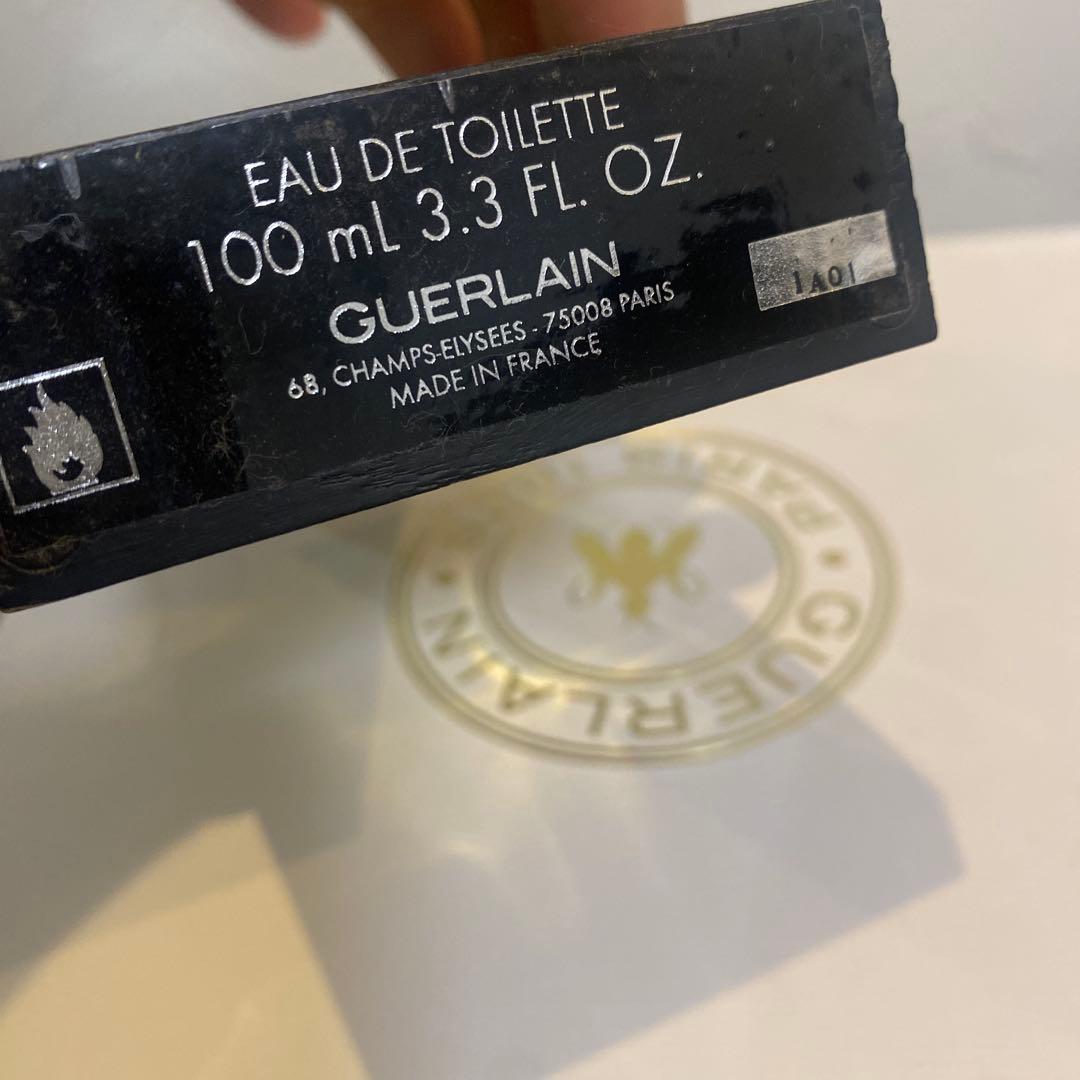 EAU DE TOILETTE
100 mL 3.3 FL. OZ.
GUERLAIN
68, CHAMPS-ELYSEES - 75008 PARIS
MADE IN FRANCE
1A01
GUERLAIN
PARIS